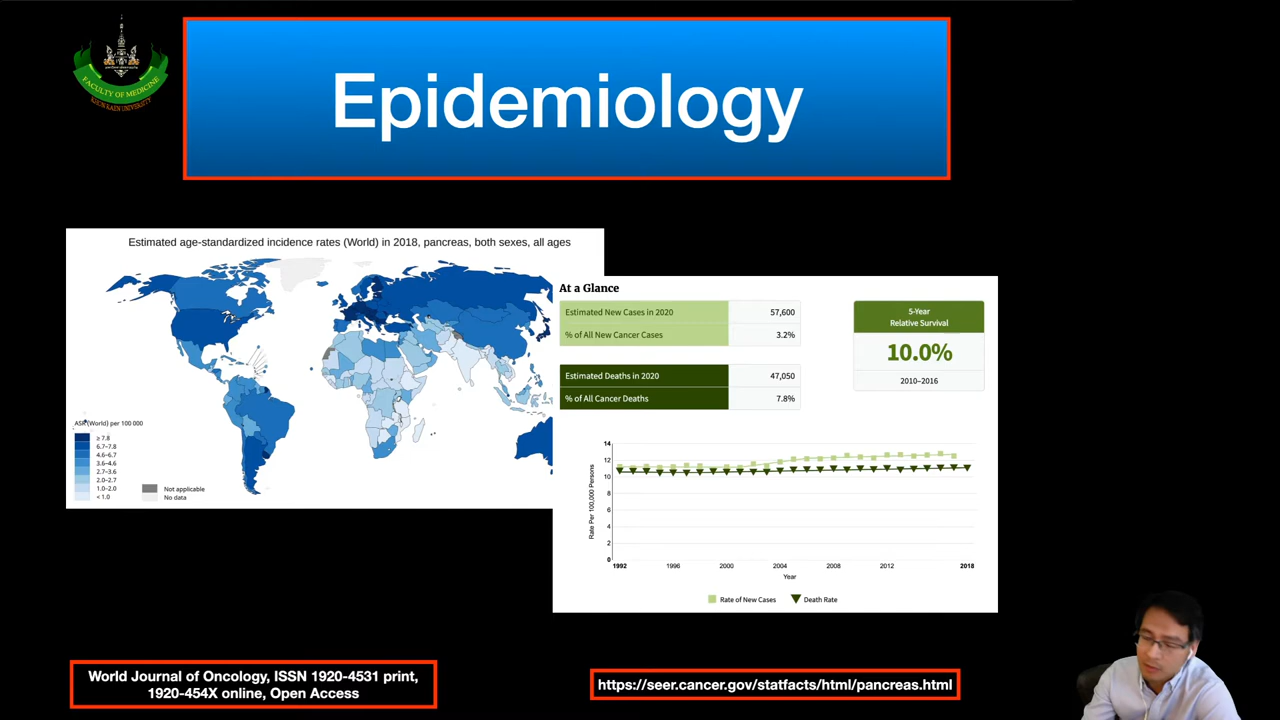 FACULTY OF MEDICINE
KHON KAEN UNIVERSITY
Epidemiology
Estimated age-standardized incidence rates (World) in 2018, pancreas, both sexes, all ages
ASR (World) per 100 000
≥ 7.8
6.7–7.8
4.6–6.7
3.6–4.6
2.7–3.6
2.0–2.7
1.0–2.0
< 1.0
Not applicable
No data
At a Glance
Estimated New Cases in 2020 57,600
% of All New Cancer Cases 3.2%
Estimated Deaths in 2020 47,050
% of All Cancer Deaths 7.8%
5-Year
Relative Survival
10.0%
2010–2016
Rate Per 100,000 Persons
14
12
10
8
6
4
2
0
1992 1996 2000 2004 2008 2012 2018
Year
Rate of New Cases Death Rate
World Journal of Oncology, ISSN 1920-4531 print,
1920-454X online, Open Access
https://seer.cancer.gov/statfacts/html/pancreas.html